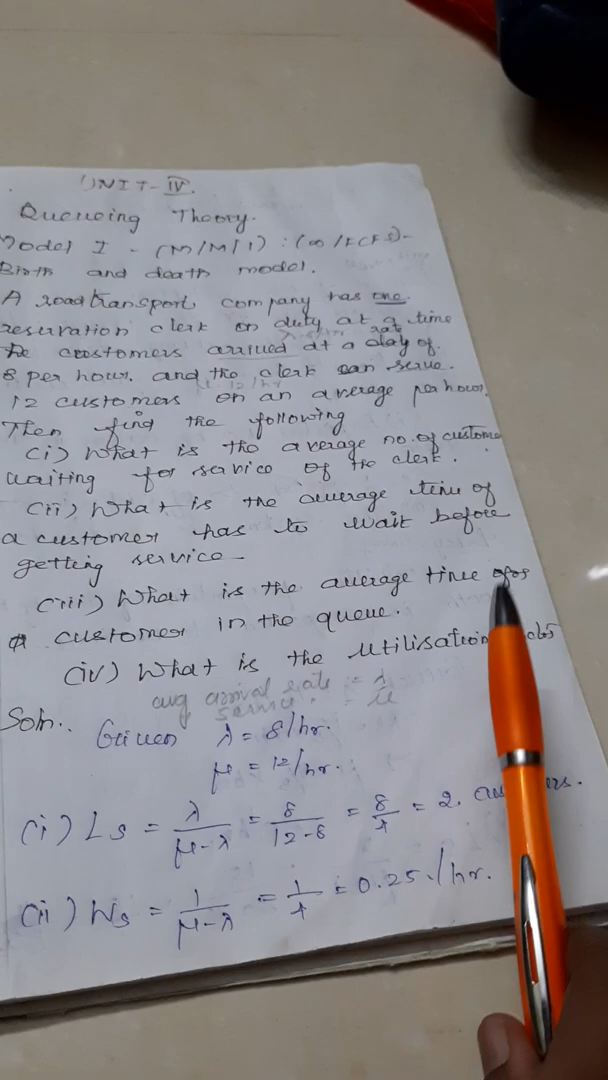 UNIT-IV.
Queueing Theory.
Model I - (M/M/1) : (∞/FCFS)-
Birth and death model.
A road transport company has one
reservation clerk on duty at a time
The customers arrived at a day of rate
8 per hour. and the clerk can serve.
12 customers on an average per hour.
Then find the following
(i) What is the average no. of custome
waiting for service of the clerk.
(ii) What is the average time of
a customer has to wait before
getting service-
(iii) What is the average time
a customer in the queue.
(iv) What is the utilisation
avg arrival rate = λ
service. = μ
Soln.. Given λ = 8/hr.
μ = 12/hr.
(i) Ls = λ/μ-λ = 8/12-8 = 8/4 = 2.
(ii) Ws = 1/μ-λ = 1/4 = 0.25./hr.